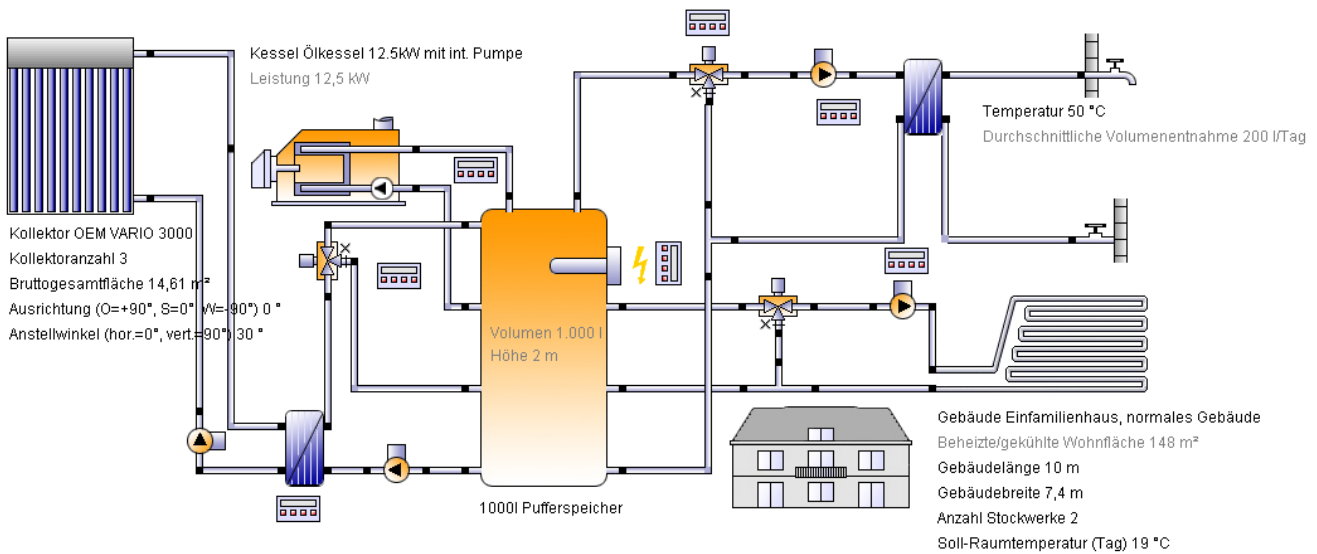 Kessel Ölkessel 12.5kW mit int. Pumpe
Leistung 12,5 kW
Temperatur 50 °C
Durchschnittliche Volumenentnahme 200 l/Tag
Kollektor OEM VARIO 3000
Kollektoranzahl 3
Bruttogesamtfläche 14,61 m²
Ausrichtung (O=+90°, S=0°, W=-90°) 0 °
Anstellwinkel (hor.=0°, vert.=90°) 30 °
Volumen 1.000 l
Höhe 2 m
1000l Pufferspeicher
Gebäude Einfamilienhaus, normales Gebäude
Beheizte/gekühlte Wohnfläche 148 m²
Gebäudelänge 10 m
Gebäudebreite 7,4 m
Anzahl Stockwerke 2
Soll-Raumtemperatur (Tag) 19 °C